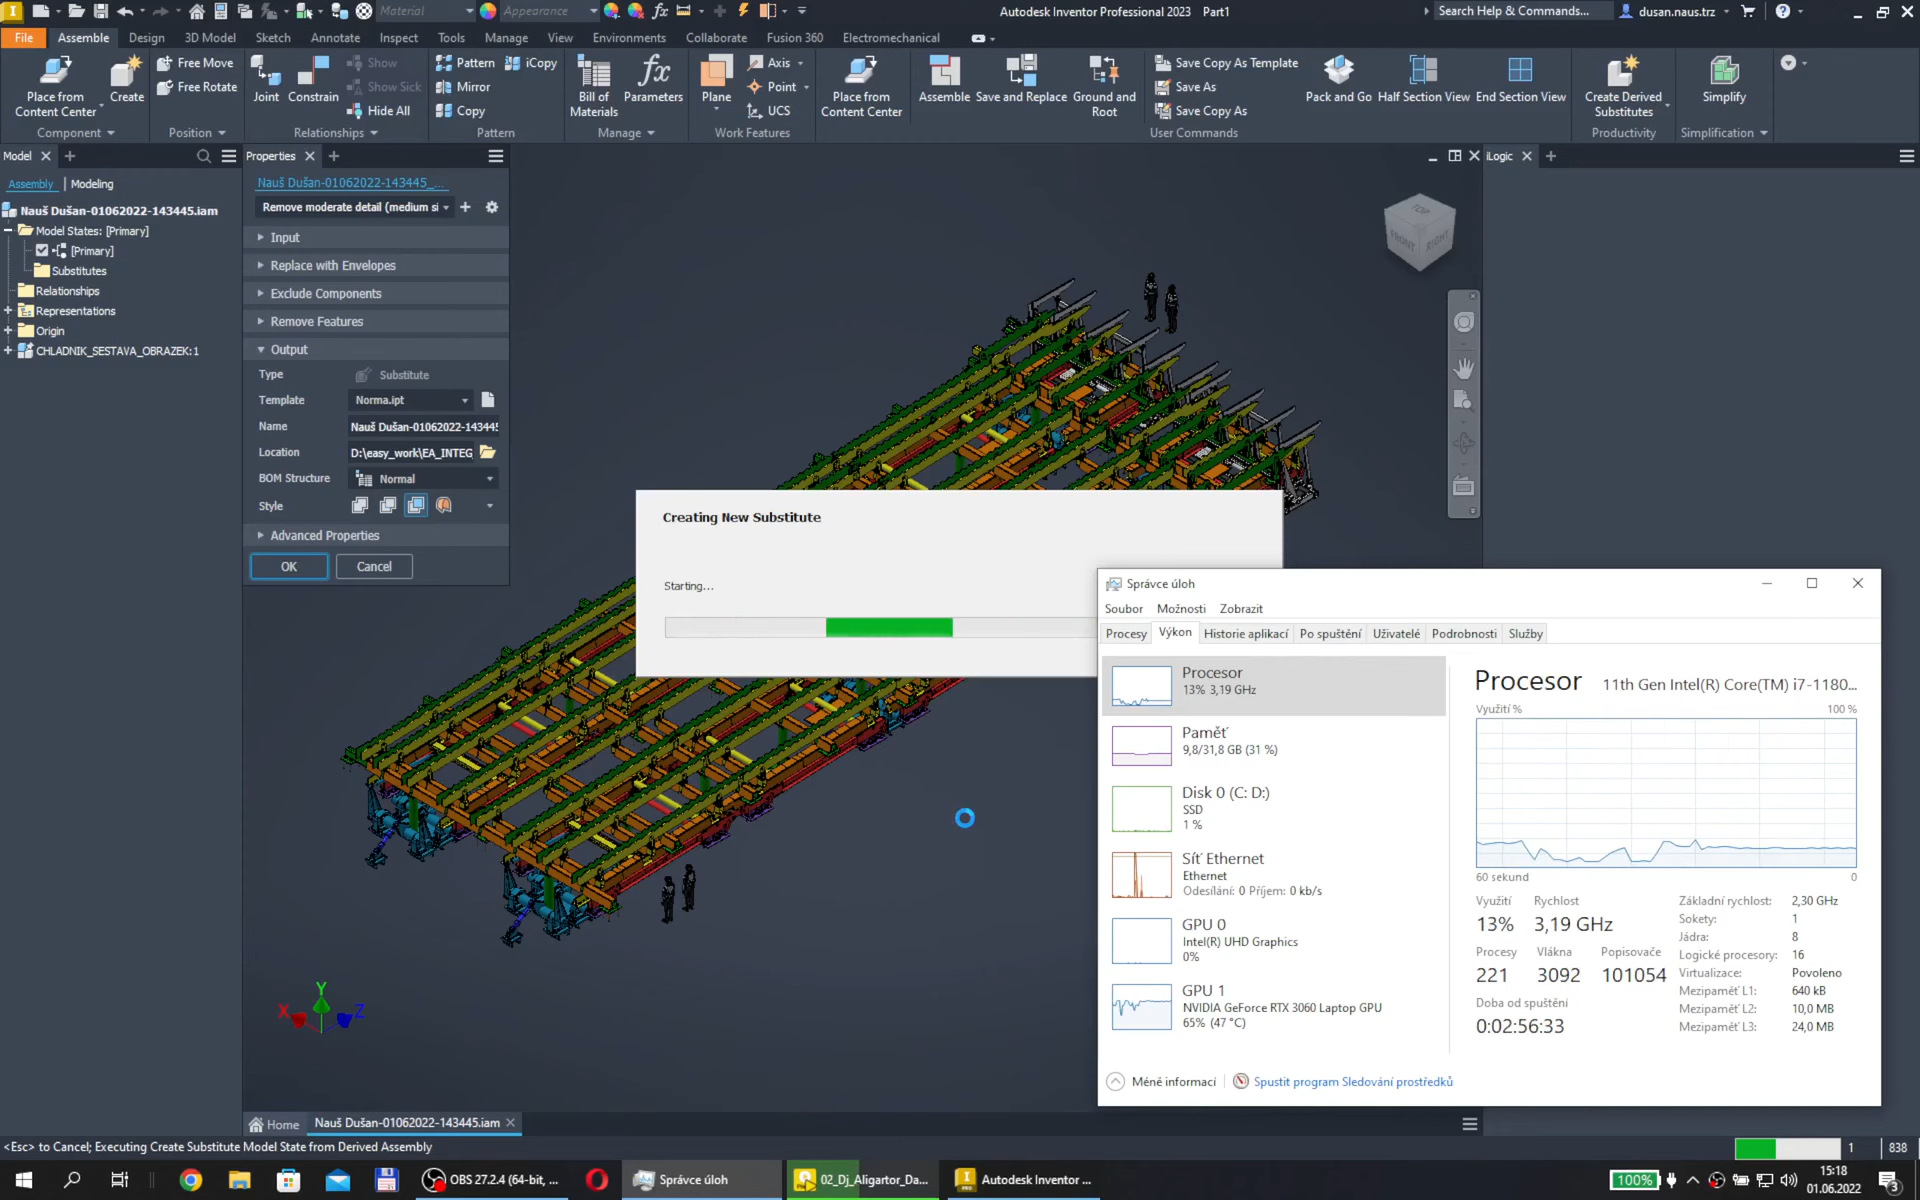 Material
Appearance
Autodesk Inventor Professional 2023 Part1
Search Help & Commands...
dusan.naus.trz
File Assemble Design 3D Model Sketch Annotate Inspect Tools Manage View Environments Collaborate Fusion 360 Electromechanical
Place from Content Center
Create
Free Move
Free Rotate
Joint
Constrain
Show
Show Sick
Hide All
Pattern
iCopy
Mirror
Copy
Bill of Materials
Parameters
Plane
Axis
Point
UCS
Place from Content Center
Assemble
Save and Replace
Ground and Root
Save Copy As Template
Save As
Save Copy As
Pack and Go
Half Section View
End Section View
Create Derived Substitutes
Simplify
Component
Position
Relationships
Pattern
Manage
Work Features
User Commands
Productivity
Simplification
Model
Properties
iLogic
Assembly | Modeling
Nauš Dušan-01062022-143445.iam
Model States: [Primary]
[Primary]
Substitutes
Relationships
Representations
Origin
CHLADNIK_SESTAVA_OBRAZEK:1
Nauš Dušan-01062022-143445_...
Remove moderate detail (medium si
Input
Replace with Envelopes
Exclude Components
Remove Features
Output
Type Substitute
Template Norma.ipt
Name Nauš Dušan-01062022-143445
Location D:\easy_work\EA_INTEG
BOM Structure Normal
Style
Advanced Properties
OK Cancel
TOP
FRONT
RIGHT
Creating New Substitute
Starting...
Správce úloh
Soubor Možnosti Zobrazit
Procesy Výkon Historie aplikací Po spuštění Uživatelé Podrobnosti Služby
Procesor
13% 3,19 GHz
Paměť
9,8/31,8 GB (31 %)
Disk 0 (C: D:)
SSD
1 %
Síť Ethernet
Ethernet
Odesílání: 0 Příjem: 0 kb/s
GPU 0
Intel(R) UHD Graphics
0%
GPU 1
NVIDIA GeForce RTX 3060 Laptop GPU
65% (47 °C)
Procesor 11th Gen Intel(R) Core(TM) i7-1180...
Využití % 100 %
60 sekund 0
Využití Rychlost
13% 3,19 GHz
Procesy Vlákna Popisovače
221 3092 101054
Doba od spuštění
0:02:56:33
Základní rychlost: 2,30 GHz
Sokety: 1
Jádra: 8
Logické procesory: 16
Virtualizace: Povoleno
Mezipaměť L1: 640 kB
Mezipaměť L2: 10,0 MB
Mezipaměť L3: 24,0 MB
Méně informací
Spustit program Sledování prostředků
X
Y
Z
Home
Nauš Dušan-01062022-143445.iam
<Esc> to Cancel; Executing Create Substitute Model State from Derived Assembly
1 838
OBS 27.2.4 (64-bit, ...
Správce úloh
02_Dj_Aligartor_Da...
Autodesk Inventor ...
100%
15:18
01.06.2022
3